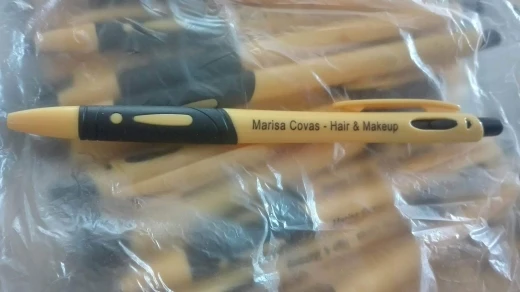 Marisa Covas - Hair & Makeup